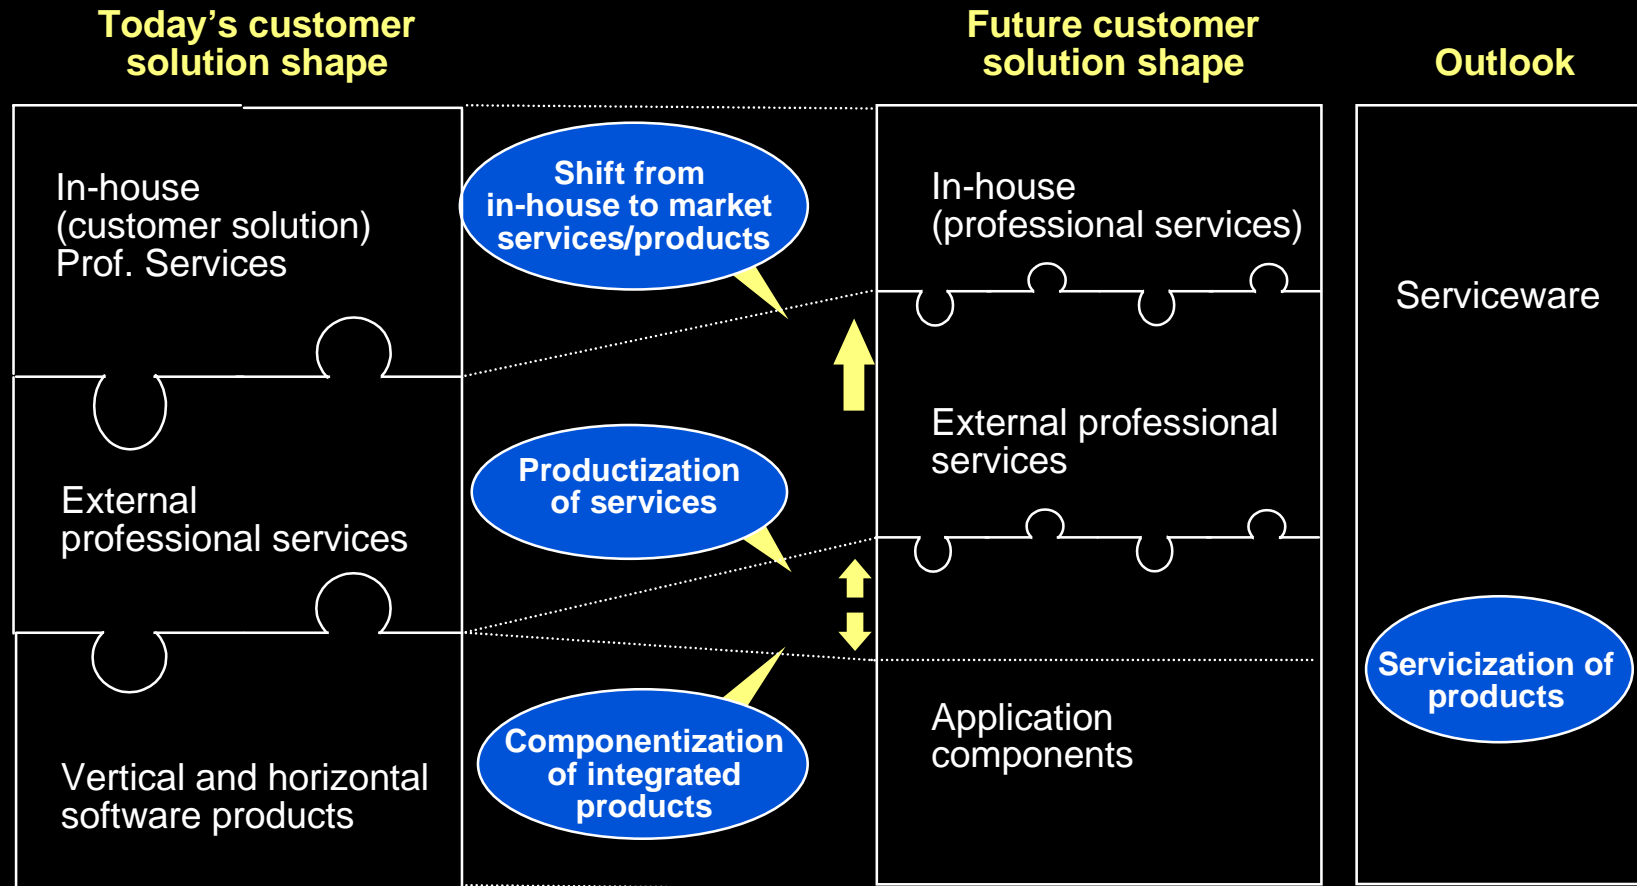 Today’s customer
solution shape
Future customer
solution shape
Outlook
In-house
(customer solution)
Prof. Services
Shift from
in-house to market
services/products
In-house
(professional services)
Serviceware
External
professional services
Productization
of services
External professional
services
Vertical and horizontal
software products
Componentization
of integrated
products
Application
components
Servicization of
products